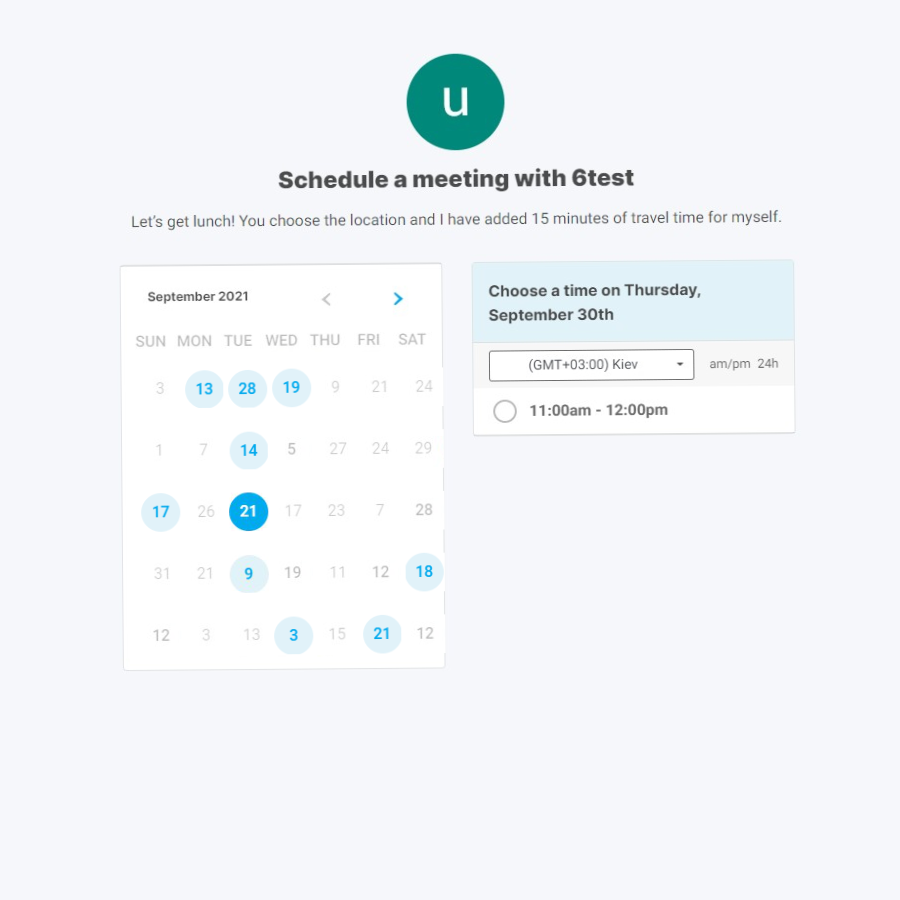 u
Schedule a meeting with 6test
Let's get lunch! You choose the location and I have added 15 minutes of travel time for myself.
September 2021
SUN MON TUE WED THU FRI SAT
3 13 28 19 9 21 24
1 7 14 5 27 24 29
17 26 21 17 23 7 28
31 21 9 19 11 12 18
12 3 13 3 15 21 12
Choose a time on Thursday,
September 30th
(GMT+03:00) Kiev am/pm 24h
11:00am - 12:00pm